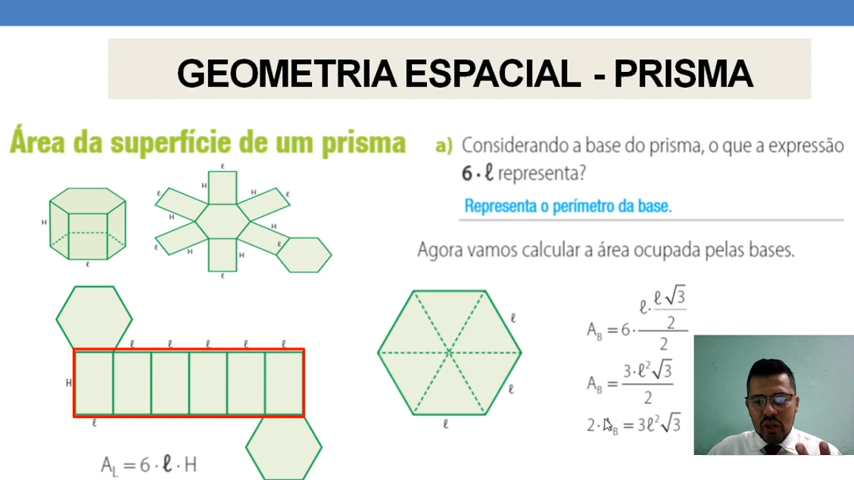 GEOMETRIA ESPACIAL - PRISMA
Área da superfície de um prisma
H
ℓ
ℓ
H
ℓ
H
H
ℓ
ℓ
H
H
H
ℓ
ℓ
ℓ
ℓ ℓ ℓ ℓ ℓ
H
ℓ
A_L = 6 · ℓ · H
a) Considerando a base do prisma, o que a expressão
6 · ℓ representa?
Representa o perímetro da base.
Agora vamos calcular a área ocupada pelas bases.
ℓ
ℓ
ℓ
A_B = 6 · (ℓ · (ℓ√3)/2)/2
A_B = (3 · ℓ²√3)/2
2 · A_B = 3ℓ²√3